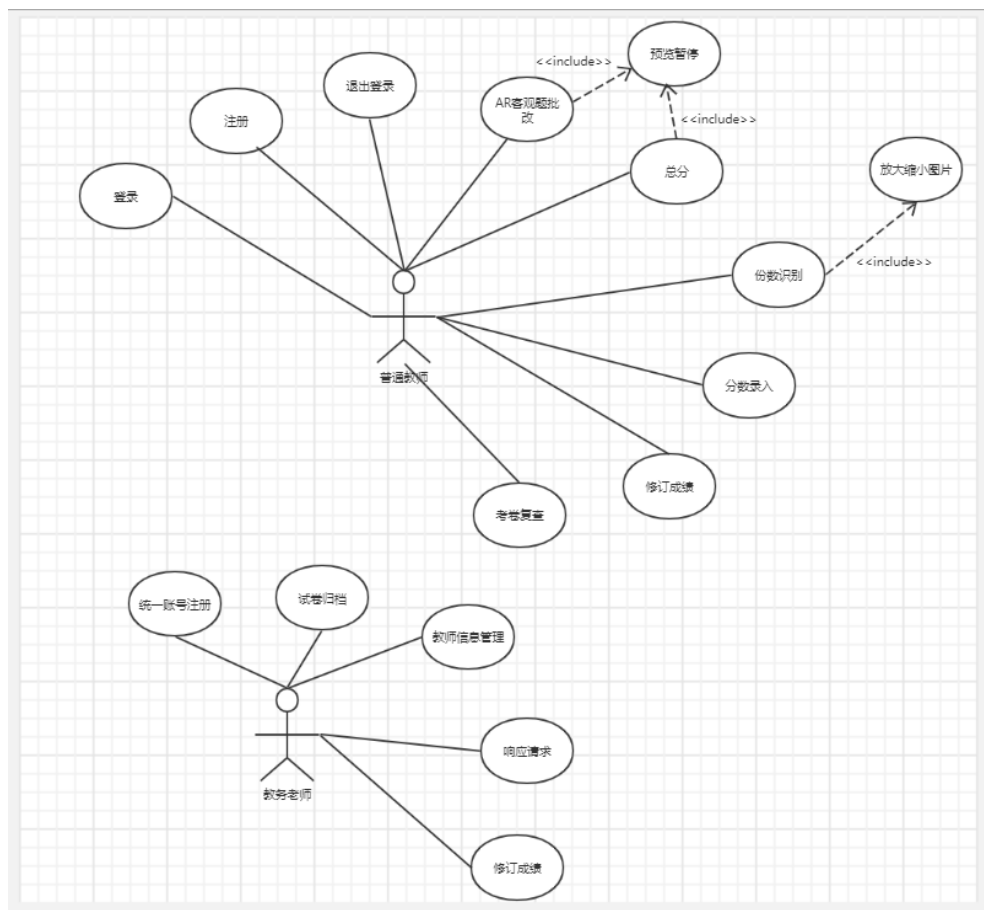 预览暂停
<<include>>
退出登录
AR客观题批
改
注册
<<include>>
总分
放大缩小图片
登录
<<include>>
份数识别
普通教师
分数录入
修订成绩
考卷复查
试卷归档
统一账号注册
教师信息管理
响应请求
教务老师
修订成绩